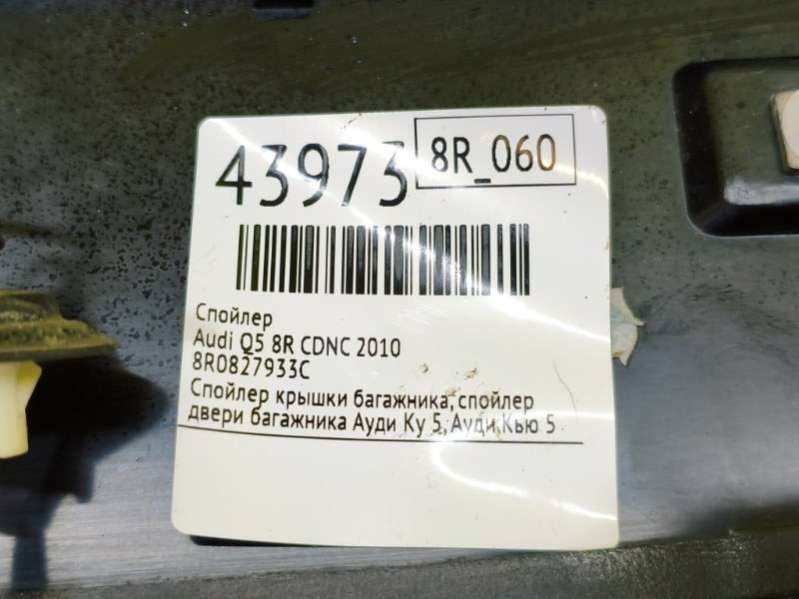 43973 8R_060
Спойлер
Audi Q5 8R CDNC 2010
8R0827933C
Спойлер крышки багажника, спойлер
двери багажника Ауди Ку 5, Ауди Кью 5